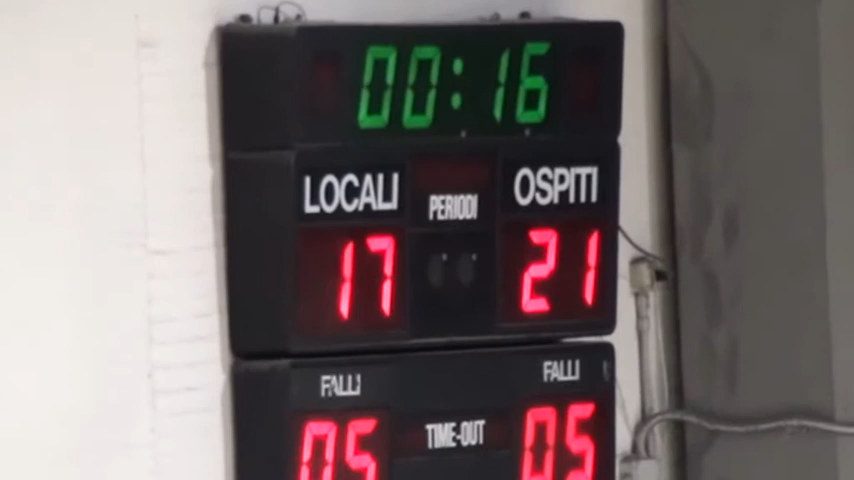 00:16
LOCALI PERIODI OSPITI
17 21
FALLI TIME-OUT FALLI
05 05